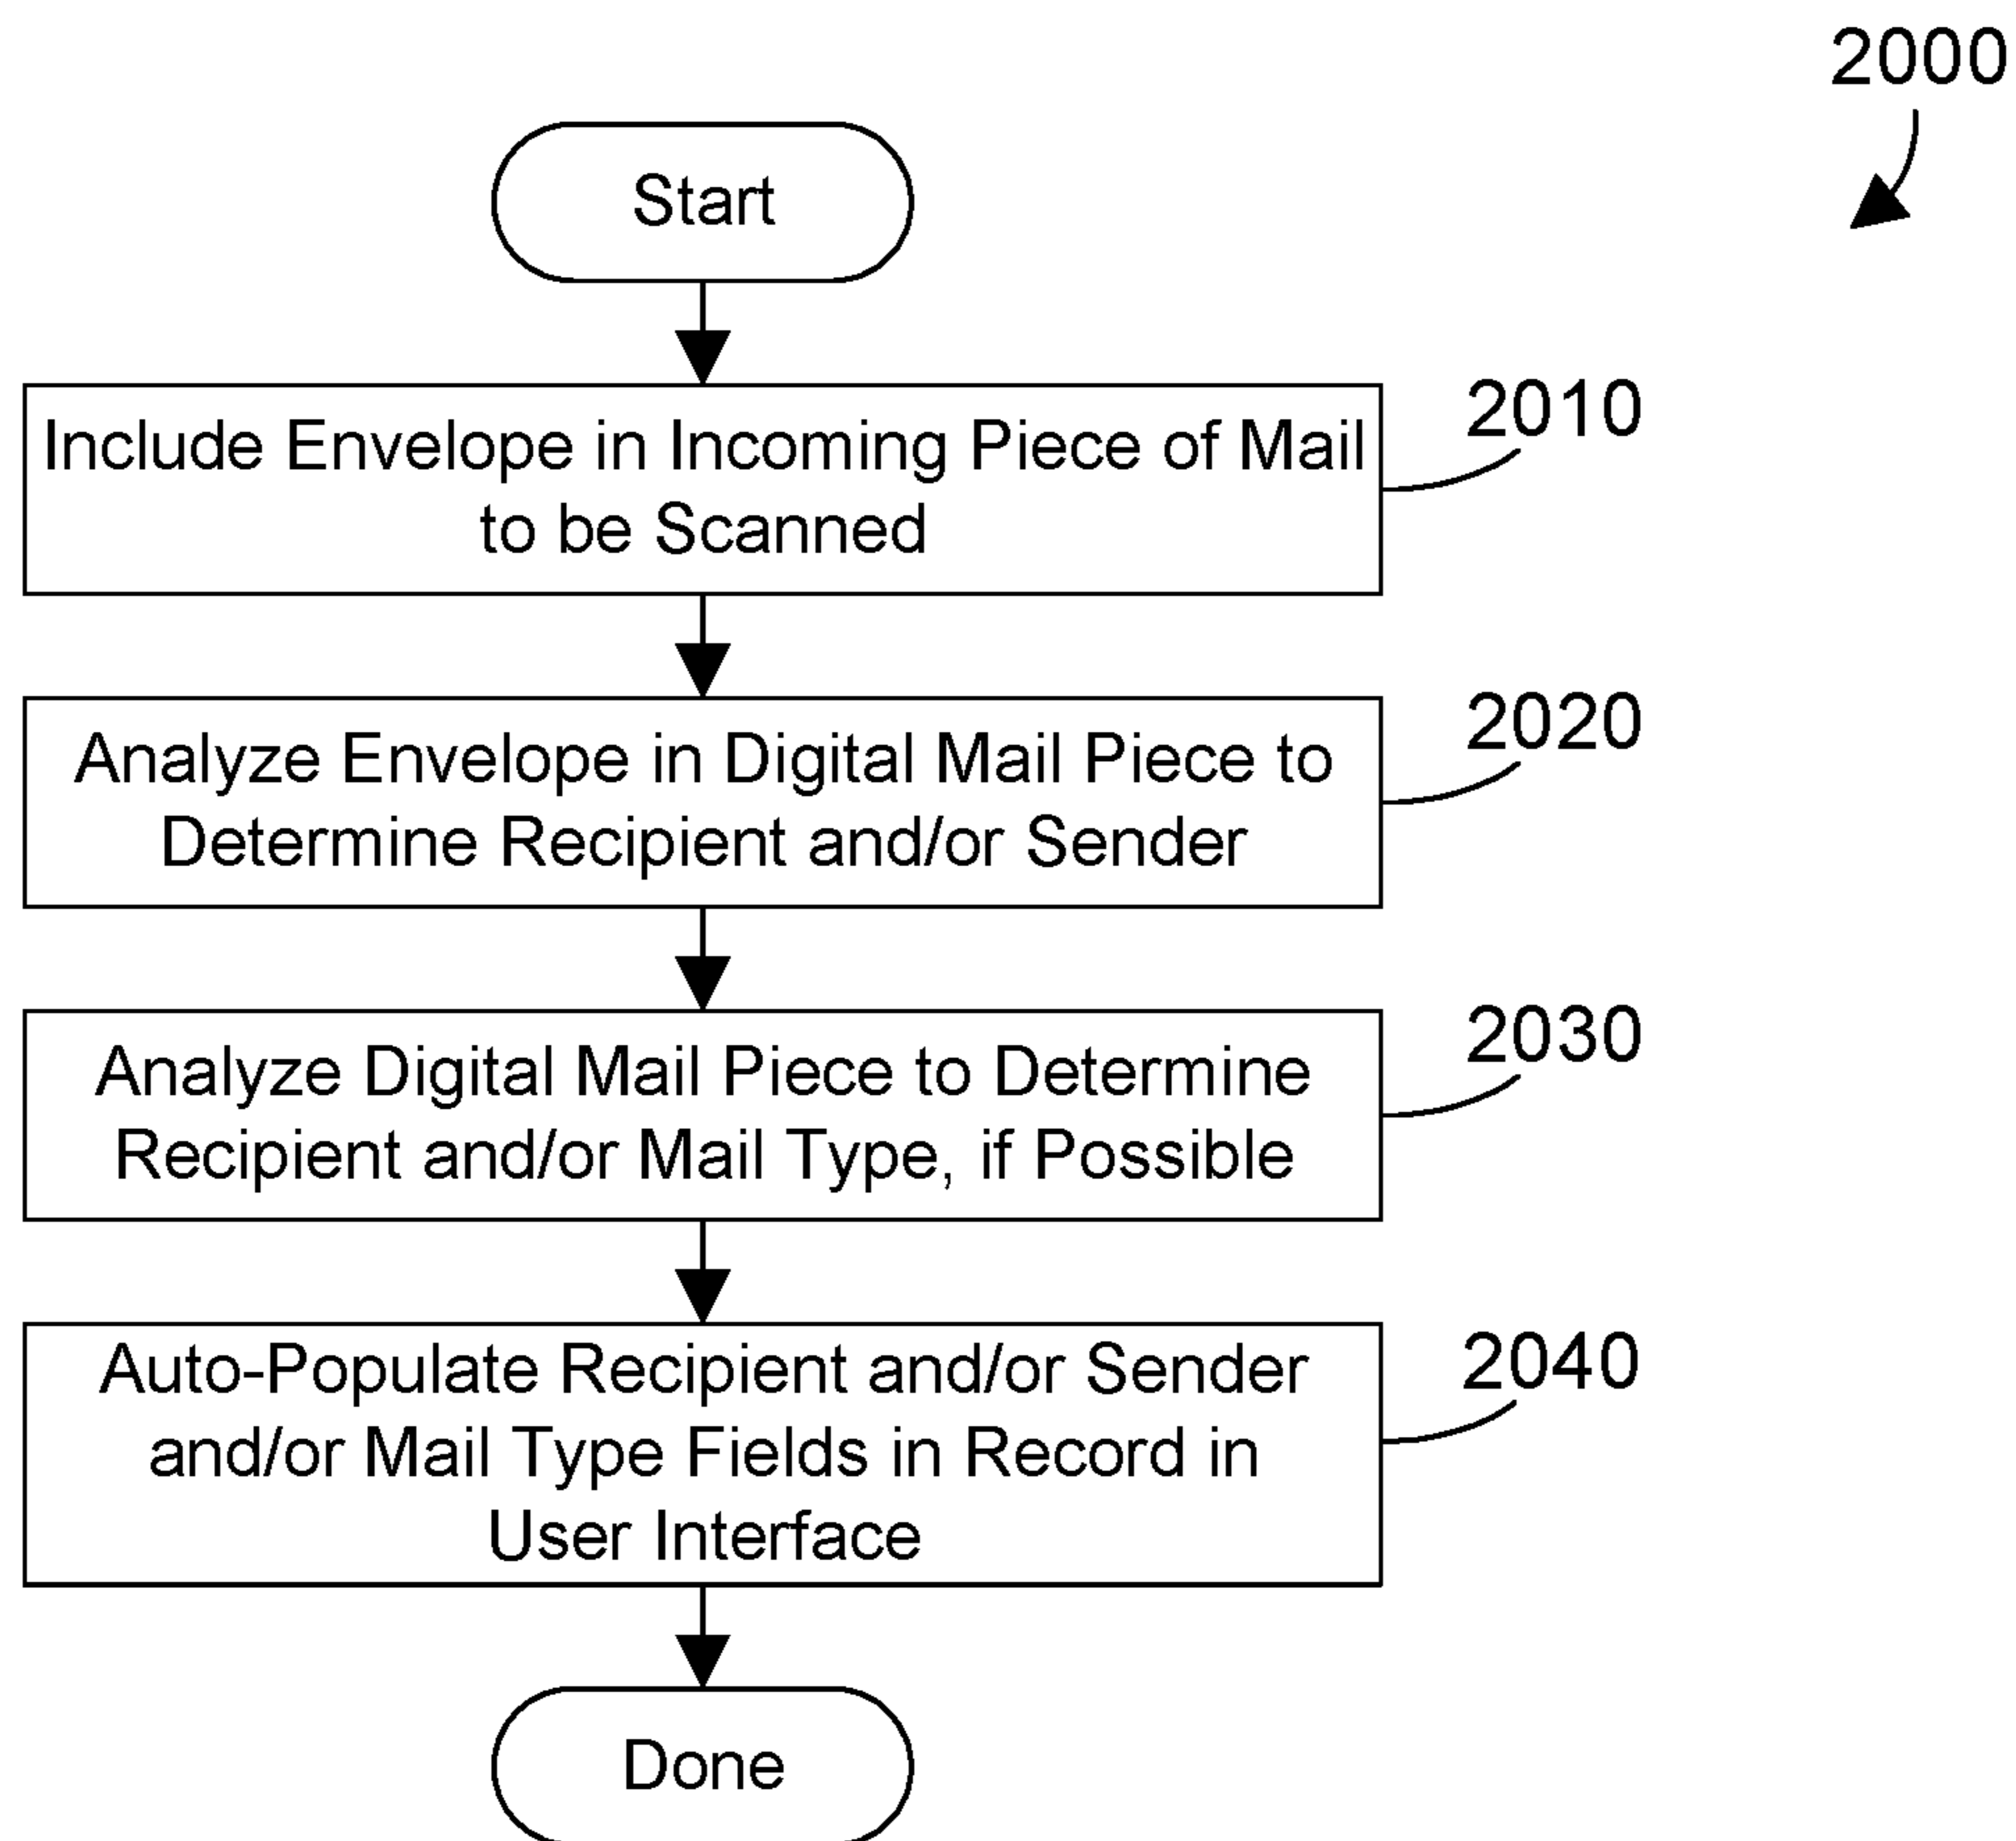 2000
Start
Include Envelope in Incoming Piece of Mail
to be Scanned
2010
Analyze Envelope in Digital Mail Piece to
Determine Recipient and/or Sender
2020
Analyze Digital Mail Piece to Determine
Recipient and/or Mail Type, if Possible
2030
Auto-Populate Recipient and/or Sender
and/or Mail Type Fields in Record in
User Interface
2040
Done